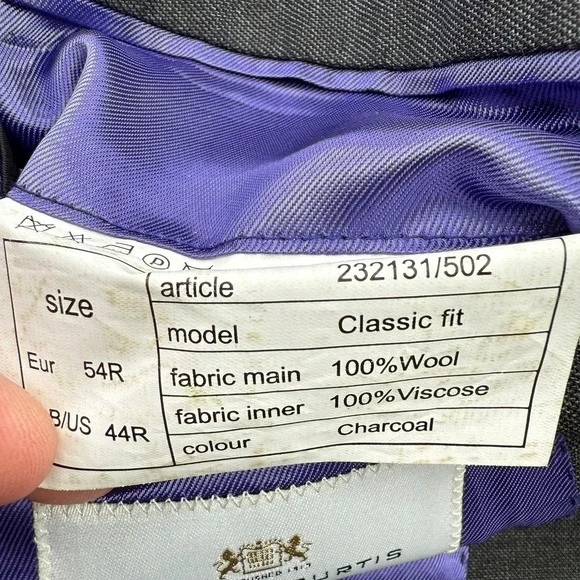 size
Eur 54R
B/US 44R
article 232131/502
model Classic fit
fabric main 100%Wool
fabric inner 100%Viscose
colour Charcoal